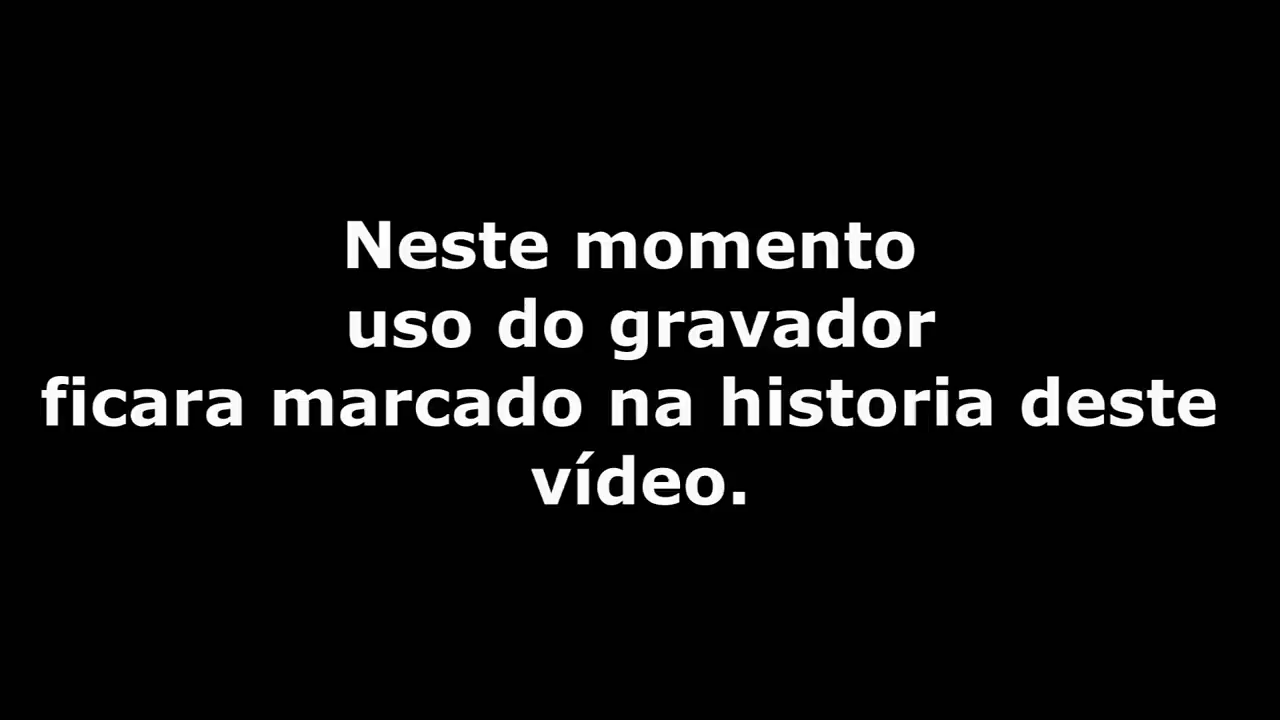 Neste momento
uso do gravador
ficara marcado na historia deste
vídeo.